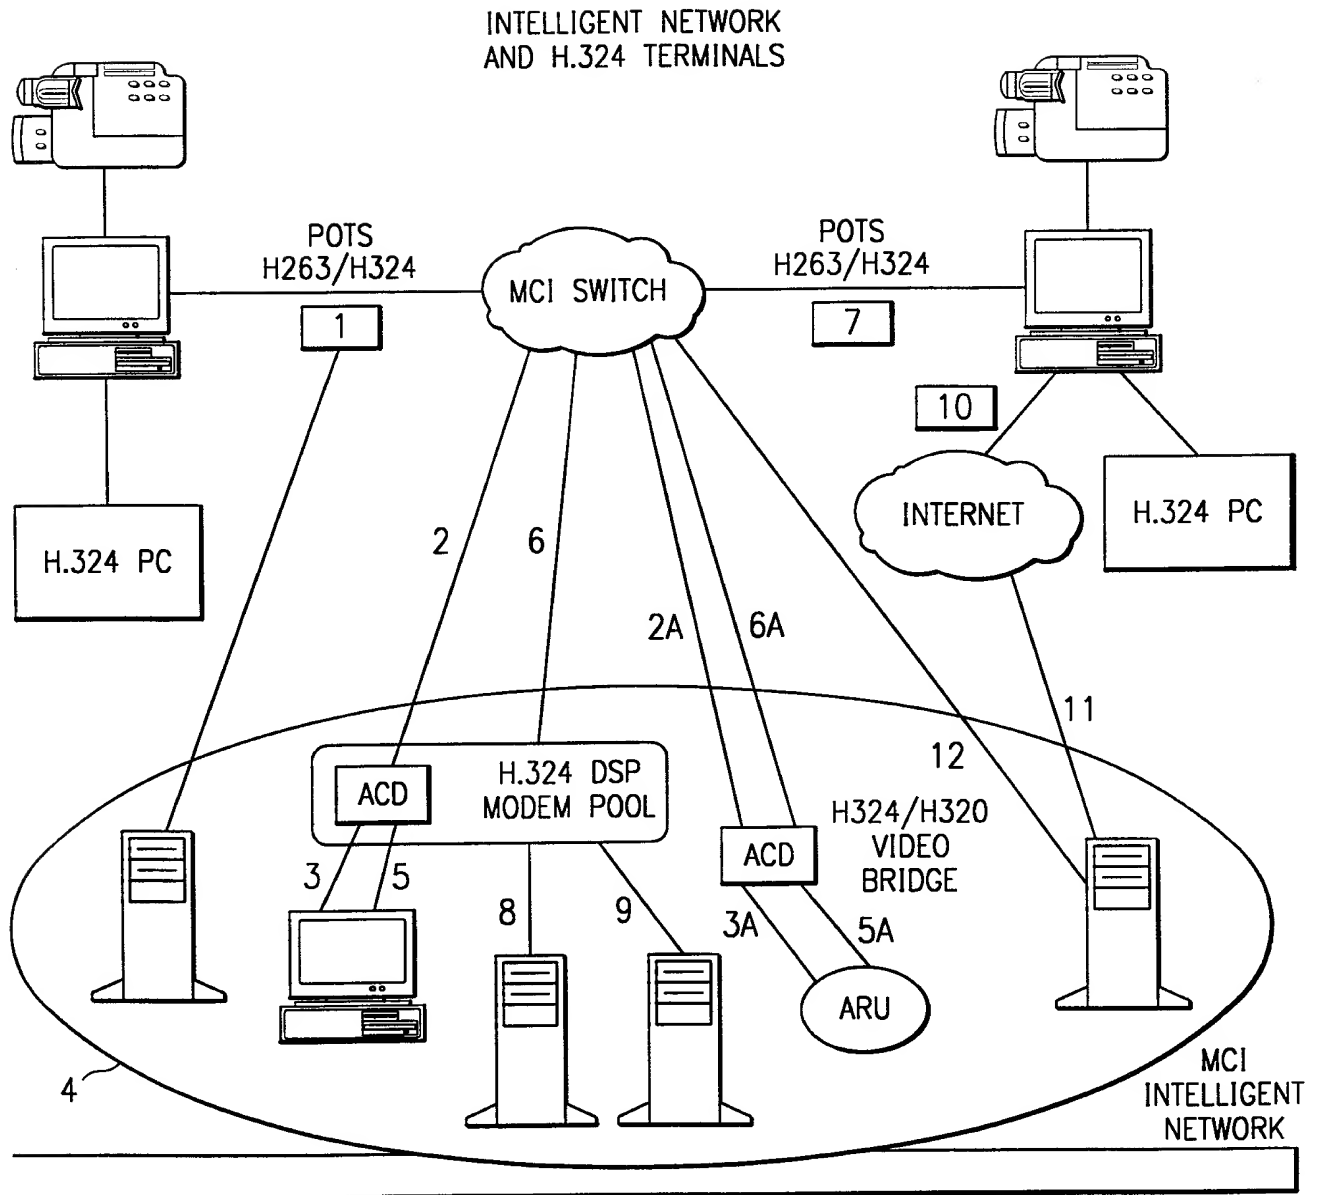 INTELLIGENT NETWORK
AND H.324 TERMINALS
POTS
H263/H324
1
MCI SWITCH
POTS
H263/H324
7
10
INTERNET
H.324 PC
H.324 PC
2
6
2A
6A
11
12
ACD
H.324 DSP
MODEM POOL
ACD
H324/H320
VIDEO
BRIDGE
3
5
8
9
3A
5A
ARU
4
MCI
INTELLIGENT
NETWORK